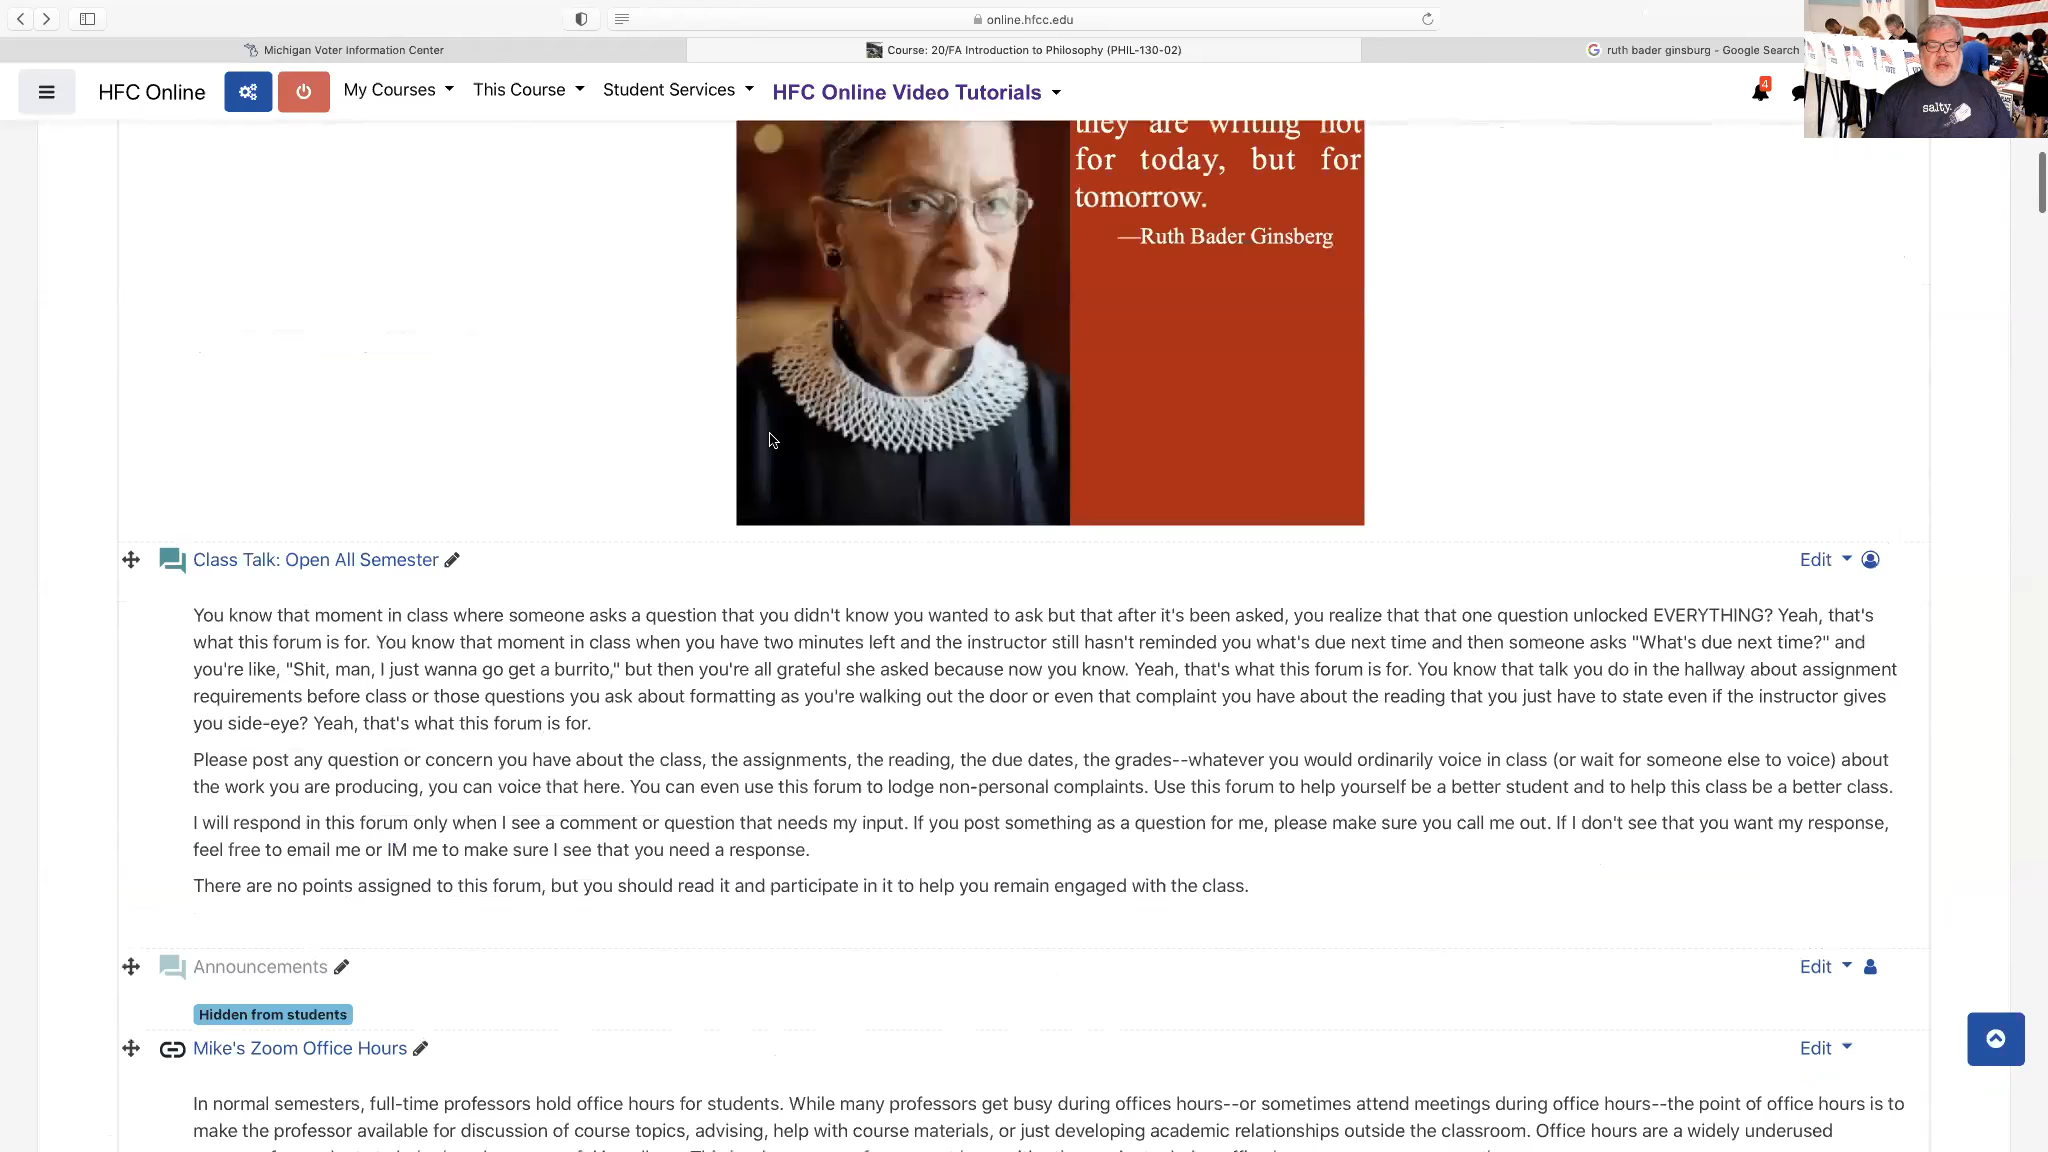 online.hfcc.edu
Michigan Voter Information Center
Course: 20/FA Introduction to Philosophy (PHIL-130-02)
G ruth bader ginsburg - Google Search
HFC Online
My Courses
This Course
Student Services
HFC Online Video Tutorials
4
salty.
they are writing not
for today, but for
tomorrow.
—Ruth Bader Ginsberg
Class Talk: Open All Semester
Edit
You know that moment in class where someone asks a question that you didn't know you wanted to ask but that after it's been asked, you realize that that one question unlocked EVERYTHING? Yeah, that's
what this forum is for. You know that moment in class when you have two minutes left and the instructor still hasn't reminded you what's due next time and then someone asks "What's due next time?" and
you're like, "Shit, man, I just wanna go get a burrito," but then you're all grateful she asked because now you know. Yeah, that's what this forum is for. You know that talk you do in the hallway about assignment
requirements before class or those questions you ask about formatting as you're walking out the door or even that complaint you have about the reading that you just have to state even if the instructor gives
you side-eye? Yeah, that's what this forum is for.
Please post any question or concern you have about the class, the assignments, the reading, the due dates, the grades--whatever you would ordinarily voice in class (or wait for someone else to voice) about
the work you are producing, you can voice that here. You can even use this forum to lodge non-personal complaints. Use this forum to help yourself be a better student and to help this class be a better class.
I will respond in this forum only when I see a comment or question that needs my input. If you post something as a question for me, please make sure you call me out. If I don't see that you want my response,
feel free to email me or IM me to make sure I see that you need a response.
There are no points assigned to this forum, but you should read it and participate in it to help you remain engaged with the class.
Announcements
Edit
Hidden from students
Mike's Zoom Office Hours
Edit
In normal semesters, full-time professors hold office hours for students. While many professors get busy during offices hours--or sometimes attend meetings during office hours--the point of office hours is to
make the professor available for discussion of course topics, advising, help with course materials, or just developing academic relationships outside the classroom. Office hours are a widely underused